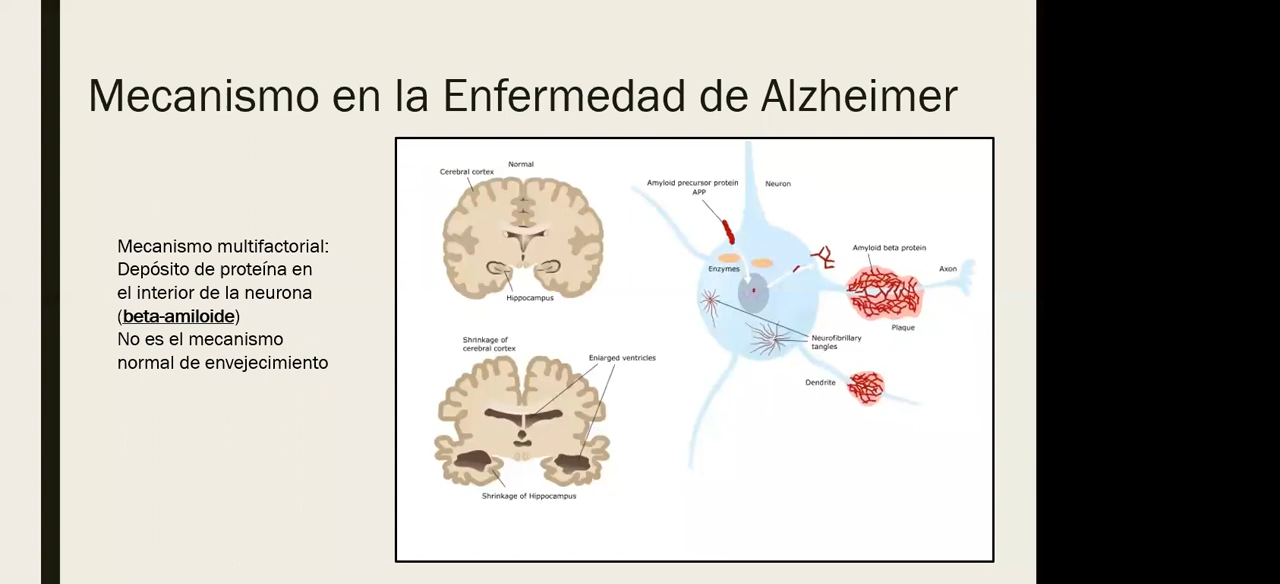 Mecanismo en la Enfermedad de Alzheimer
Mecanismo multifactorial:
Depósito de proteína en
el interior de la neurona
(beta-amiloide)
No es el mecanismo
normal de envejecimiento
Normal
Cerebral cortex
Hippocampus
Shrinkage of
cerebral cortex
Enlarged ventricles
Shrinkage of Hippocampus
Amyloid precursor protein
APP
Neuron
Enzymes
Amyloid beta protein
Axon
Plaque
Neurofibrillary
tangles
Dendrite